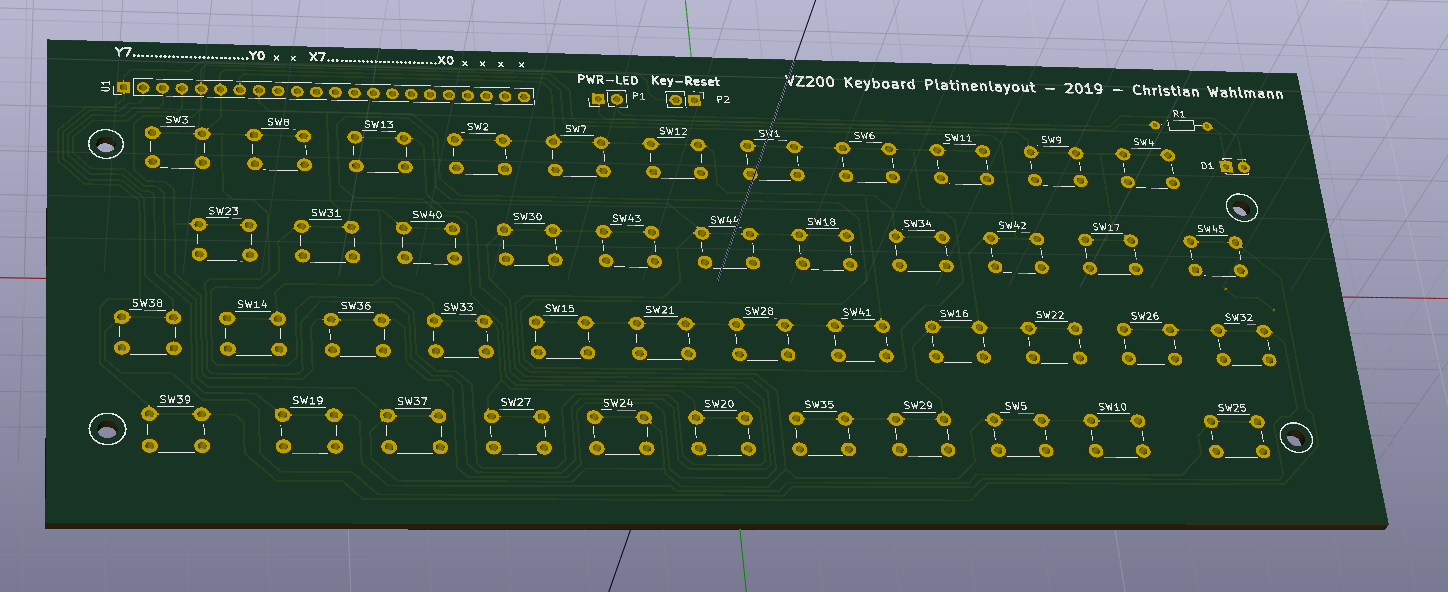 Y7..............................Y0 x x X7..............................X0 x x x x
PWR-LED Key-Reset
VZ200 Keyboard Platinenlayout – 2019 – Christian Wahlmann
U1 P1 P2
R1
SW3 SW8 SW13 SW2 SW7 SW12 SW1 SW6 SW11 SW9 SW4
D1
SW23 SW31 SW40 SW30 SW43 SW44 SW18 SW34 SW42 SW17 SW45
SW38 SW14 SW36 SW33 SW15 SW21 SW28 SW41 SW16 SW22 SW26 SW32
SW39 SW19 SW37 SW27 SW24 SW20 SW35 SW29 SW5 SW10 SW25